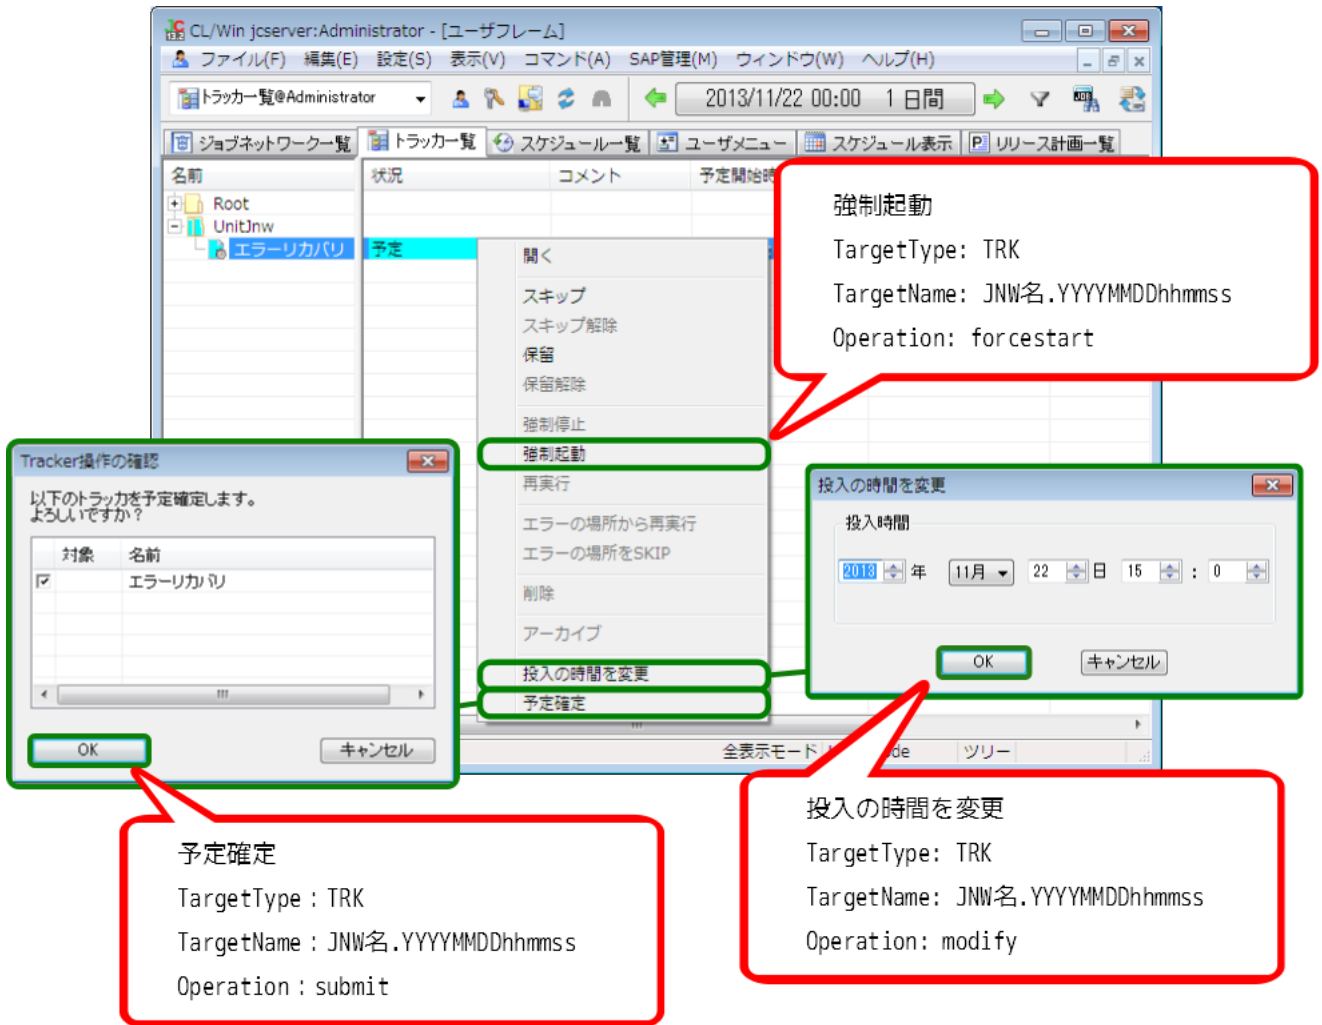 CL/Win jcserver:Administrator - [ユーザフレーム]
ファイル(F) 編集(E) 設定(S) 表示(V) コマンド(A) SAP管理(M) ウィンドウ(W) ヘルプ(H)
トラッカ一覧@Administrator 2013/11/22 00:00 1 日間
ジョブネットワーク一覧 トラッカ一覧 スケジュール一覧 ユーザメニュー スケジュール表示 リリース計画一覧
名前 状況 コメント 予定開始時
Root
UnitJnw
エラーリカバリ 予定
開く
スキップ
スキップ解除
保留
保留解除
強制停止
強制起動
再実行
エラーの場所から再実行
エラーの場所をSKIP
削除
アーカイブ
投入の時間を変更
予定確定
全表示モード ツリー
強制起動
TargetType: TRK
TargetName: JNW名.YYYYMMDDhhmmss
Operation: forcestart
Tracker操作の確認
以下のトラッカを予定確定します。
よろしいですか?
対象 名前
エラーリカバリ
OK キャンセル
投入の時間を変更
投入時間
2013 年 11月 22 日 15 : 0
OK キャンセル
予定確定
TargetType：TRK
TargetName：JNW名.YYYYMMDDhhmmss
Operation：submit
投入の時間を変更
TargetType: TRK
TargetName: JNW名.YYYYMMDDhhmmss
Operation: modify